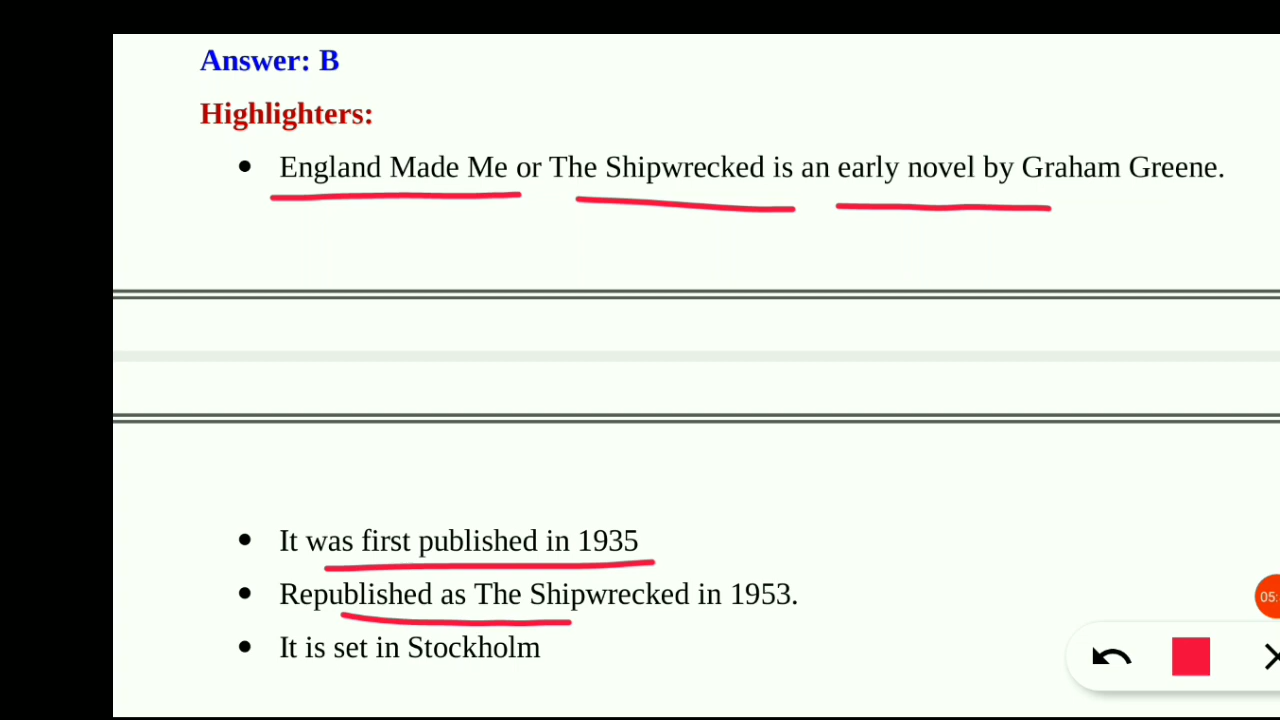 Answer: B
Highlighters:
• England Made Me or The Shipwrecked is an early novel by Graham Greene.
• It was first published in 1935
• Republished as The Shipwrecked in 1953.
• It is set in Stockholm
05: